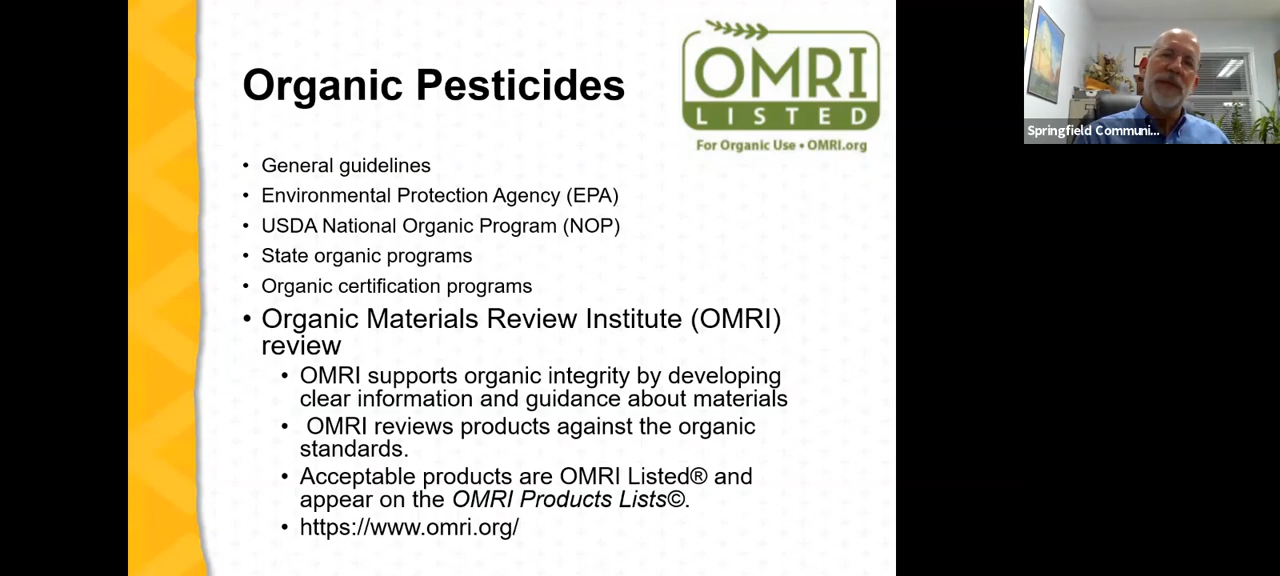 Organic Pesticides
OMRI
LISTED
For Organic Use • OMRI.org
• General guidelines
• Environmental Protection Agency (EPA)
• USDA National Organic Program (NOP)
• State organic programs
• Organic certification programs
• Organic Materials Review Institute (OMRI)
review
• OMRI supports organic integrity by developing
clear information and guidance about materials
• OMRI reviews products against the organic
standards.
• Acceptable products are OMRI Listed® and
appear on the OMRI Products Lists©.
• https://www.omri.org/
Springfield Communi...